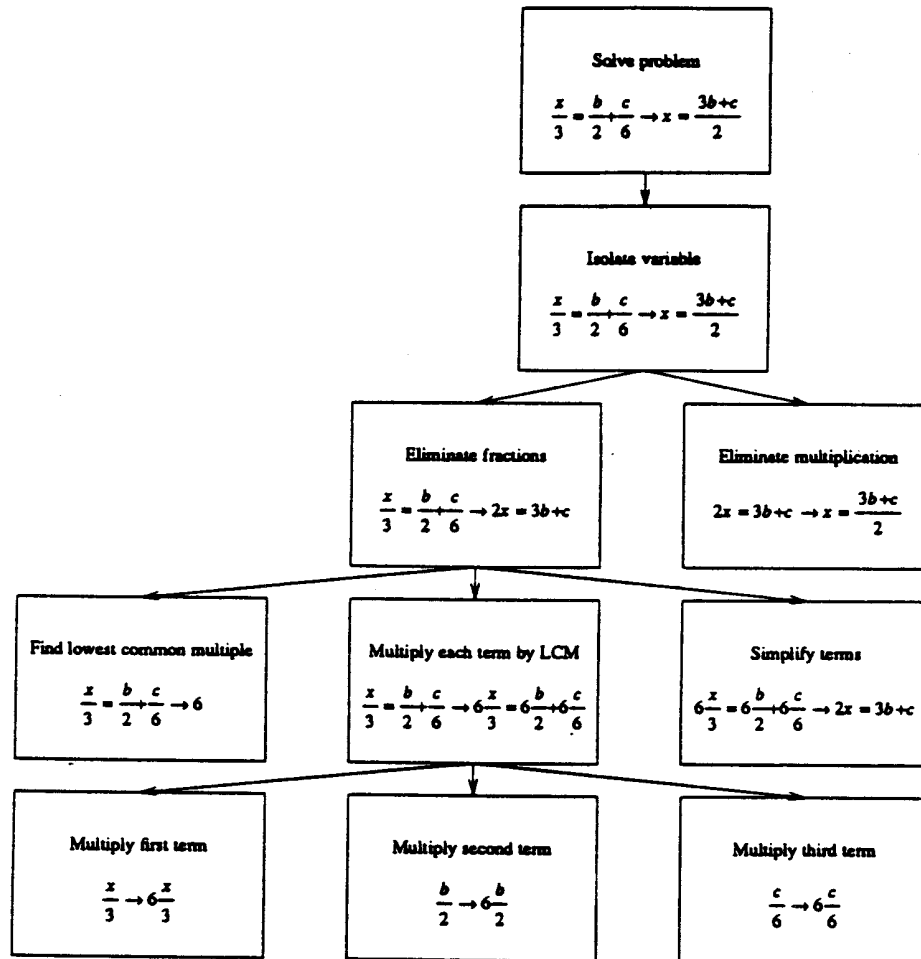 Solve problem
x/3 = b/2 + c/6 → x = (3b+c)/2
Isolate variable
x/3 = b/2 + c/6 → x = (3b+c)/2
Eliminate fractions
x/3 = b/2 + c/6 → 2x = 3b+c
Eliminate multiplication
2x = 3b+c → x = (3b+c)/2
Find lowest common multiple
x/3 = b/2 + c/6 → 6
Multiply each term by LCM
x/3 = b/2 + c/6 → 6 x/3 = 6 b/2 + 6 c/6
Simplify terms
6 x/3 = 6 b/2 + 6 c/6 → 2x = 3b+c
Multiply first term
x/3 → 6 x/3
Multiply second term
b/2 → 6 b/2
Multiply third term
c/6 → 6 c/6